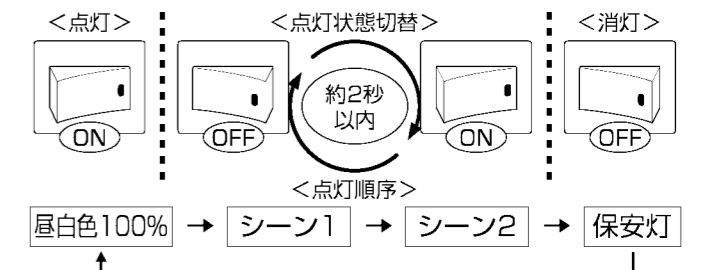 ＜点灯＞ ＜点灯状態切替＞ ＜消灯＞
約2秒
以内
ON OFF ON OFF
＜点灯順序＞
昼白色100% → シーン1 → シーン2 → 保安灯